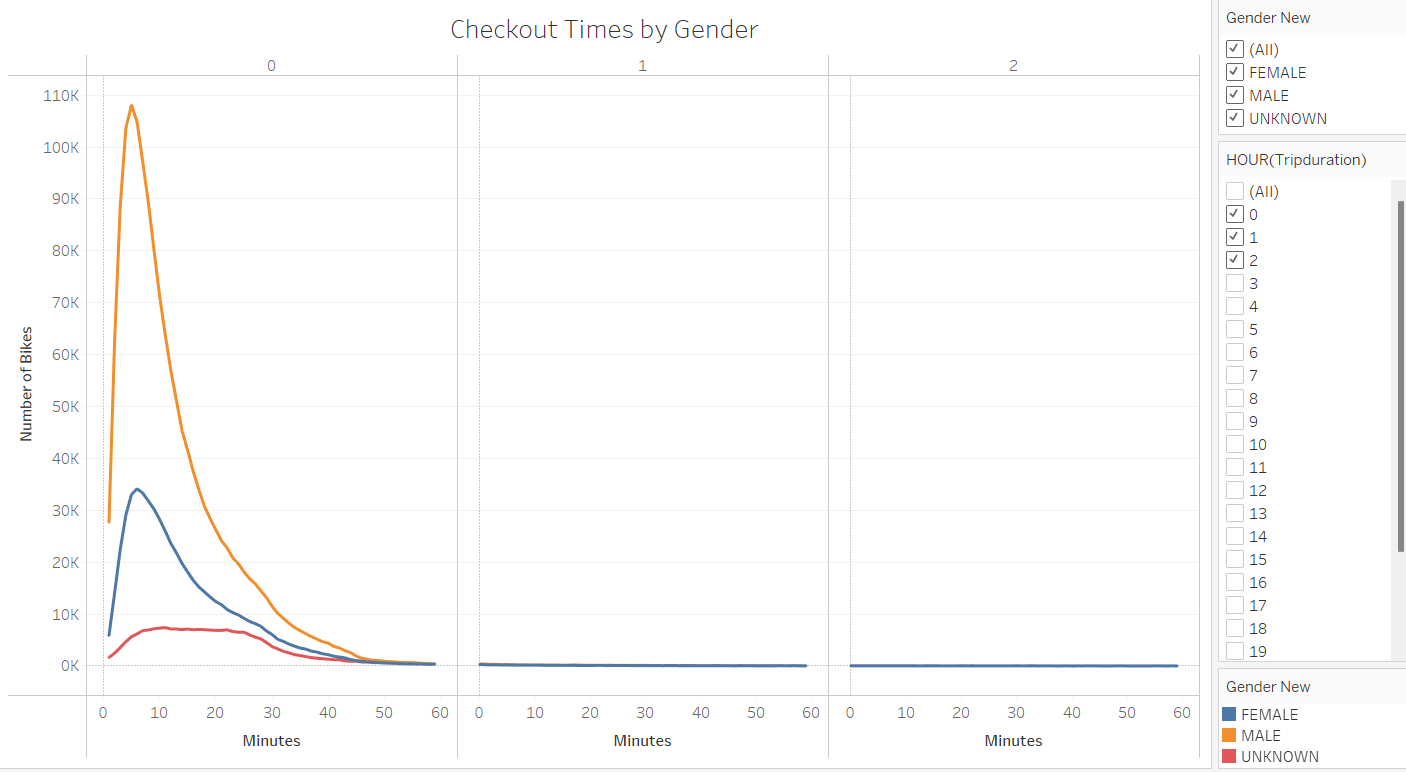 Checkout Times by Gender
0 1 2
110K
100K
90K
80K
70K
60K
50K
40K
30K
20K
10K
0K
Number of Bikes
0 10 20 30 40 50 60 0 10 20 30 40 50 60 0 10 20 30 40 50 60
Minutes Minutes Minutes
Gender New
(All)
FEMALE
MALE
UNKNOWN
HOUR(Tripduration)
(All)
0
1
2
3
4
5
6
7
8
9
10
11
12
13
14
15
16
17
18
19
Gender New
FEMALE
MALE
UNKNOWN